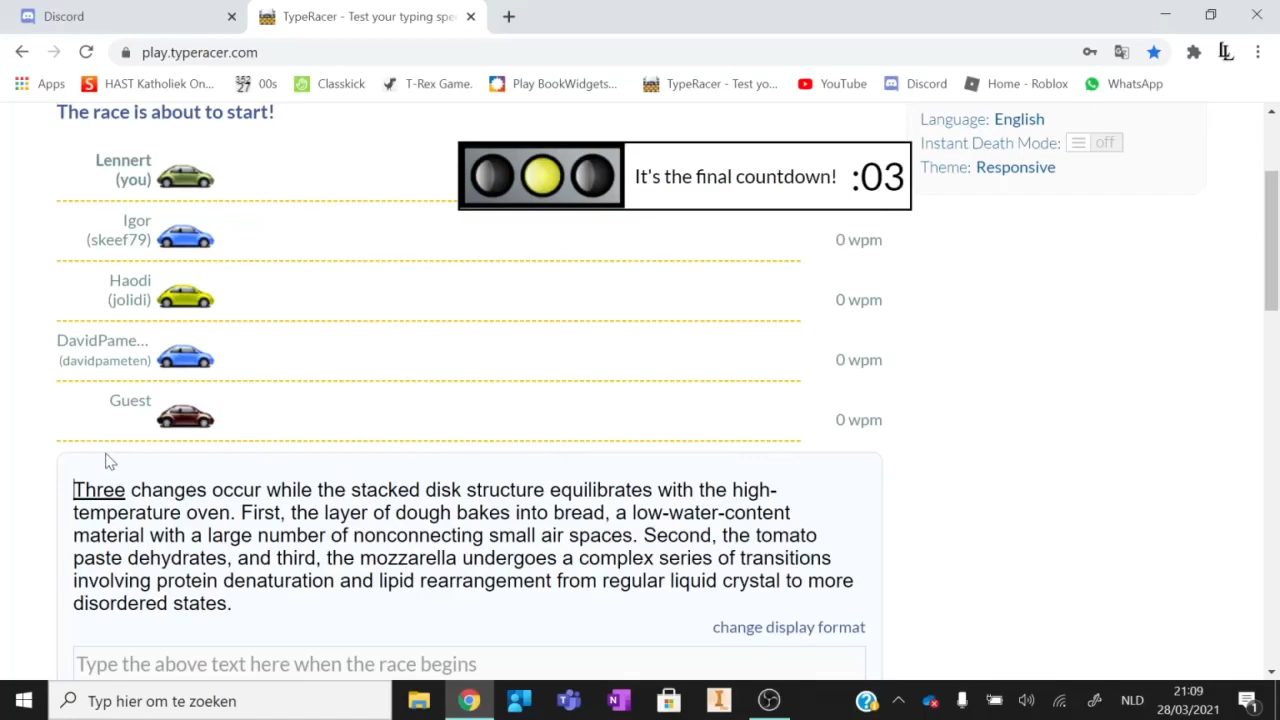 Discord
TypeRacer - Test your typing spe
play.typeracer.com
Apps
HAST Katholiek On...
00s
Classkick
T-Rex Game.
Play BookWidgets...
TypeRacer - Test yo...
YouTube
Discord
Home - Roblox
WhatsApp
The race is about to start!
Language: English
Instant Death Mode: off
Theme: Responsive
It's the final countdown! :03
Lennert
(you)
Igor
(skeef79)
0 wpm
Haodi
(jolidi)
0 wpm
DavidPame...
(davidpameten)
0 wpm
Guest
0 wpm
Three changes occur while the stacked disk structure equilibrates with the high-
temperature oven. First, the layer of dough bakes into bread, a low-water-content
material with a large number of nonconnecting small air spaces. Second, the tomato
paste dehydrates, and third, the mozzarella undergoes a complex series of transitions
involving protein denaturation and lipid rearrangement from regular liquid crystal to more
disordered states.
change display format
Type the above text here when the race begins
Typ hier om te zoeken
NLD
21:09
28/03/2021
1